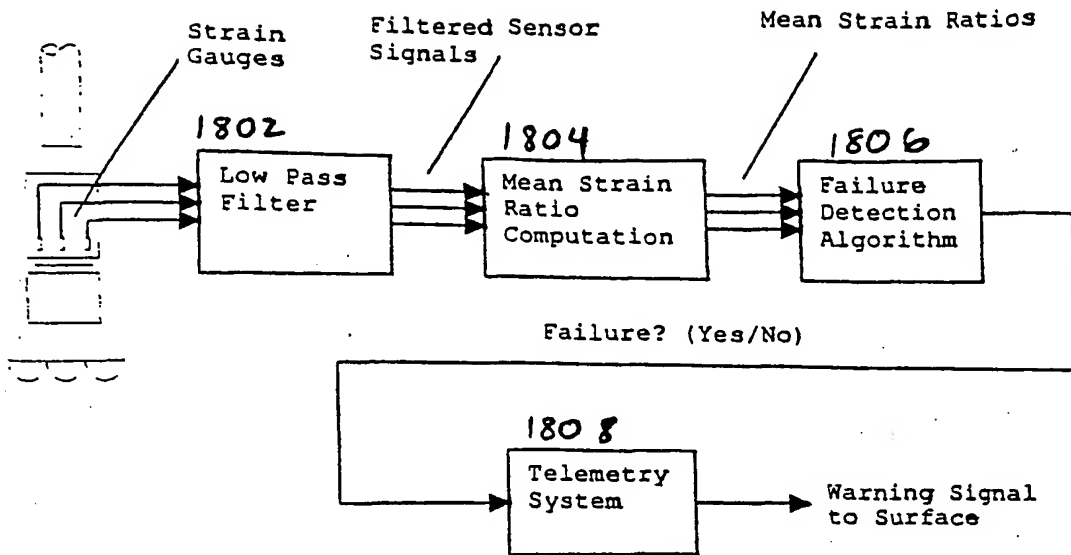 Strain
Gauges
Filtered Sensor
Signals
Mean Strain Ratios
1802
Low Pass
Filter
1804
Mean Strain
Ratio
Computation
1806
Failure
Detection
Algorithm
Failure? (Yes/No)
1808
Telemetry
System
Warning Signal
to Surface